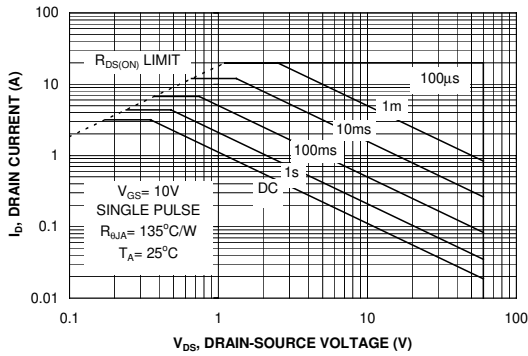 100
R_DS(ON) LIMIT
10
100µs
1m
10ms
1
100ms
1s
DC
V_GS= 10V
SINGLE PULSE
R_θJA= 135°C/W
T_A= 25°C
0.1
0.01
0.1 1 10 100
I_D, DRAIN CURRENT (A)
V_DS, DRAIN-SOURCE VOLTAGE (V)